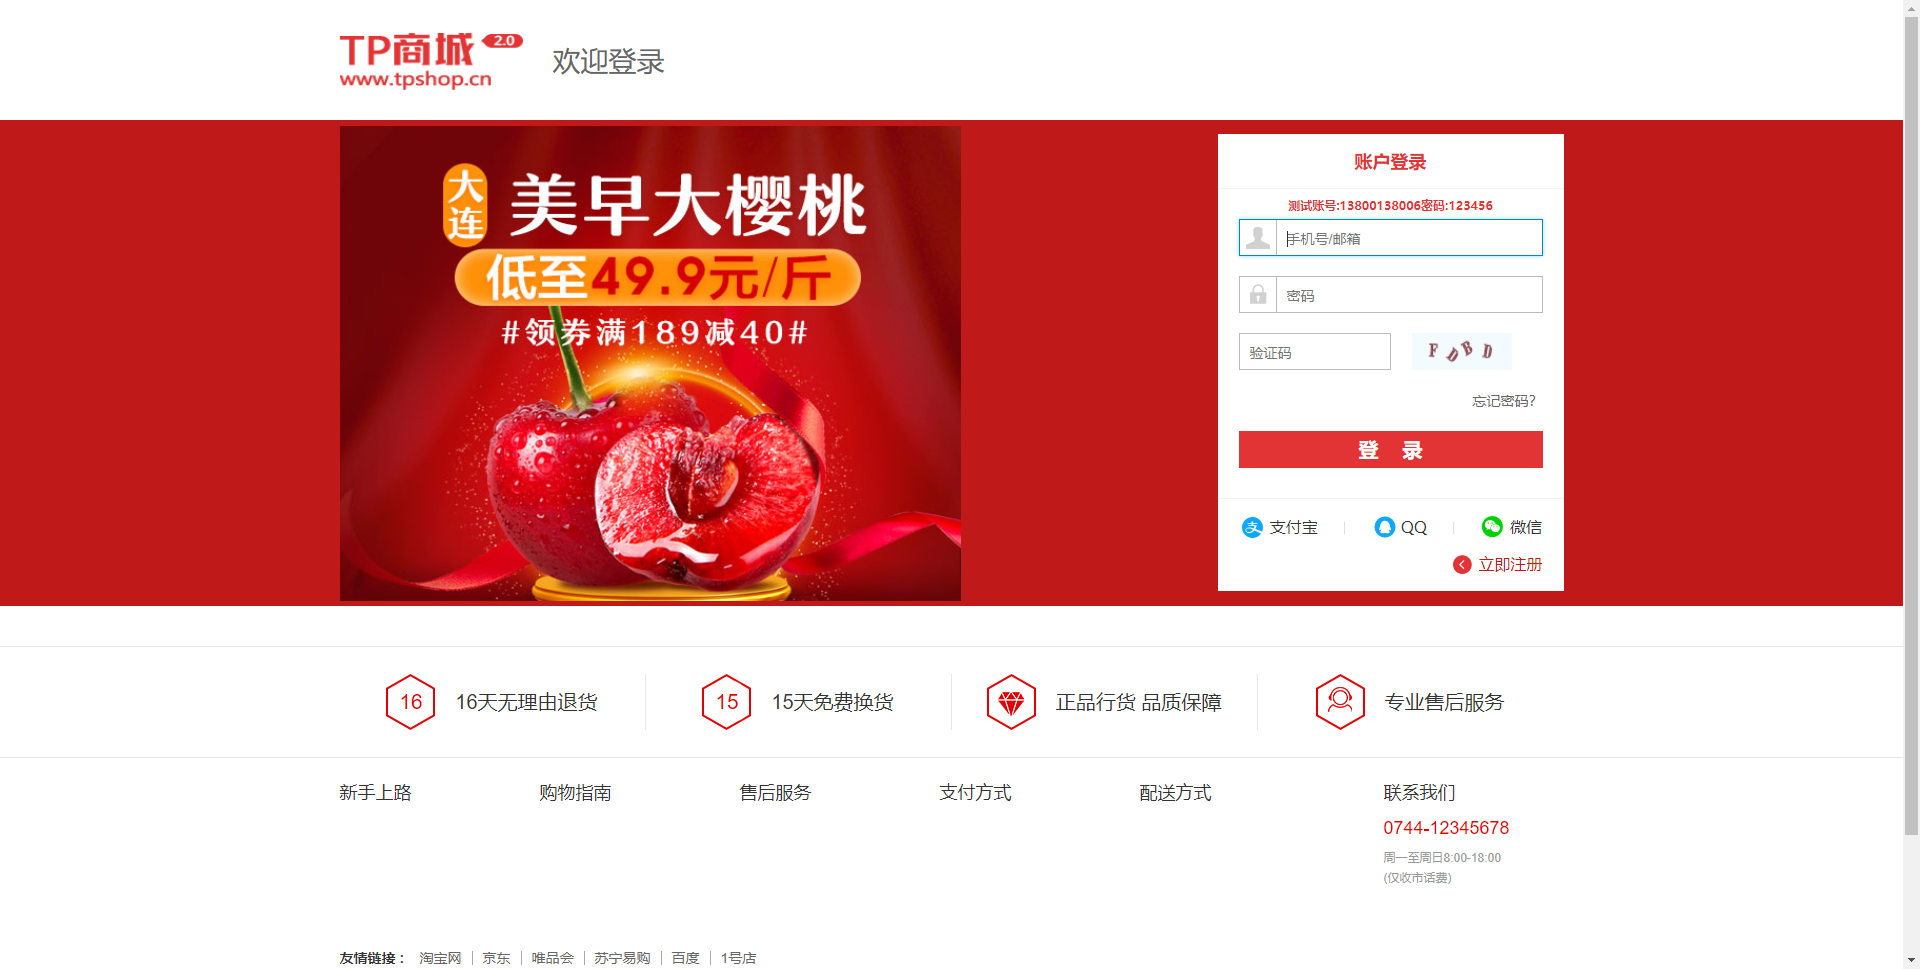 TP商城 2.0
www.tpshop.cn
欢迎登录
大连
美早大樱桃
低至49.9元/斤
#领券满189减40#
账户登录
测试账号:13800138006密码:123456
手机号/邮箱
密码
验证码
FDBD
忘记密码?
登 录
支付宝
QQ
微信
立即注册
16 16天无理由退货
15 15天免费换货
正品行货 品质保障
专业售后服务
新手上路
购物指南
售后服务
支付方式
配送方式
联系我们
0744-12345678
周一至周日8:00-18:00
(仅收市话费)
友情链接： 淘宝网 京东 唯品会 苏宁易购 百度 1号店